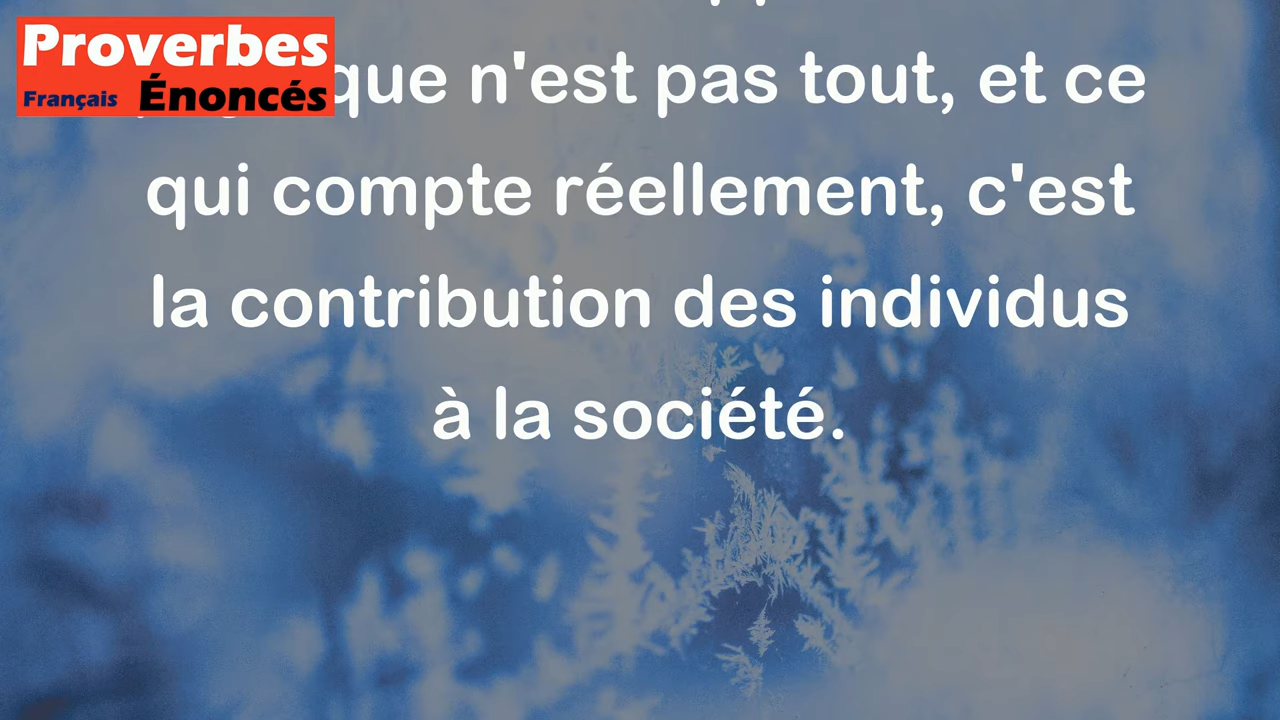 Proverbes
Français Énoncés
que n'est pas tout, et ce
qui compte réellement, c'est
la contribution des individus
à la société.